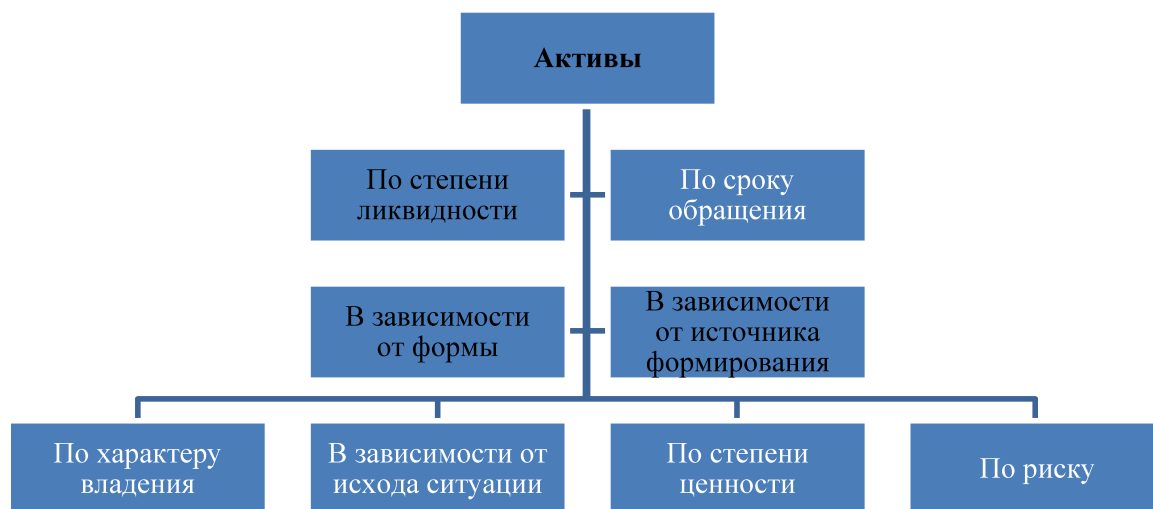 Активы
По степени
ликвидности
По сроку
обращения
В зависимости
от формы
В зависимости
от источника
формирования
По характеру
владения
В зависимости от
исхода ситуации
По степени
ценности
По риску